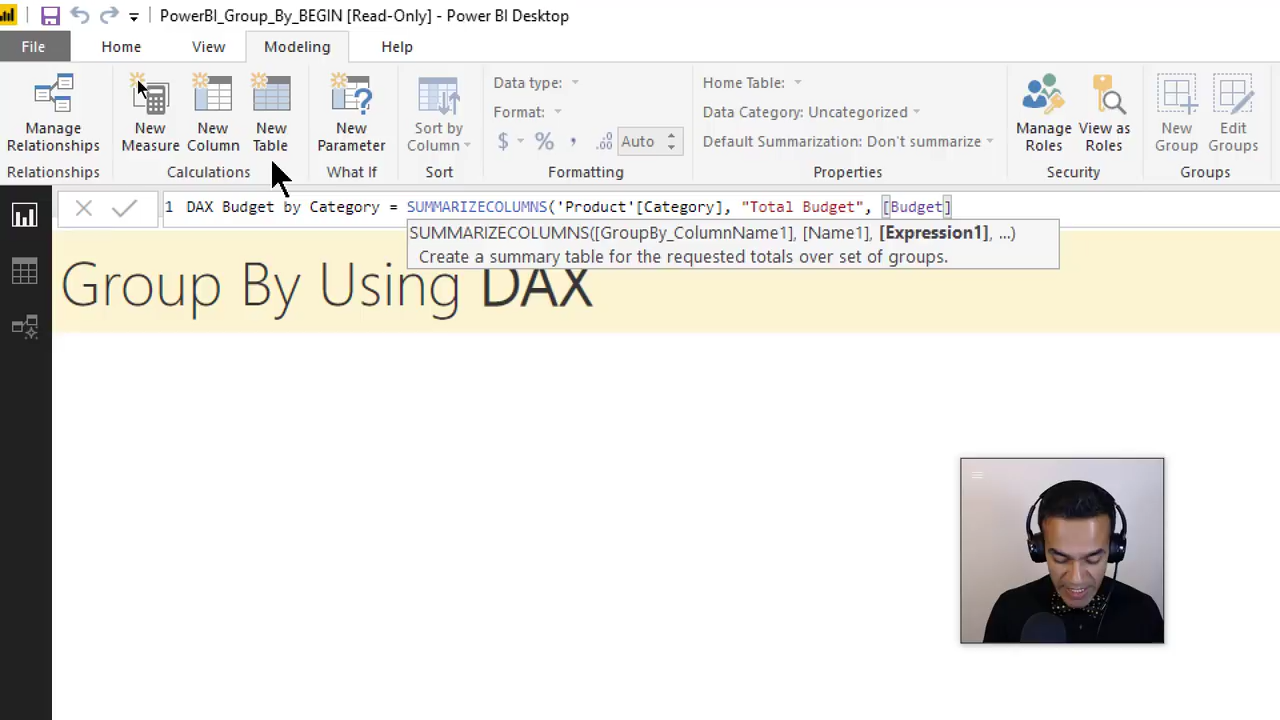 PowerBI_Group_By_BEGIN [Read-Only] - Power BI Desktop
File Home View Modeling Help
Manage Relationships
New Measure
New Column
New Table
New Parameter
Sort by Column
Data type:
Format:
$ % , .00 Auto
Home Table:
Data Category: Uncategorized
Default Summarization: Don't summarize
Manage Roles
View as Roles
New Group
Edit Groups
Relationships Calculations What If Sort Formatting Properties Security Groups
1 DAX Budget by Category = SUMMARIZECOLUMNS('Product'[Category], "Total Budget", [Budget]
SUMMARIZECOLUMNS([GroupBy_ColumnName1], [Name1], [Expression1], ...)
Create a summary table for the requested totals over set of groups.
Group By Using DAX